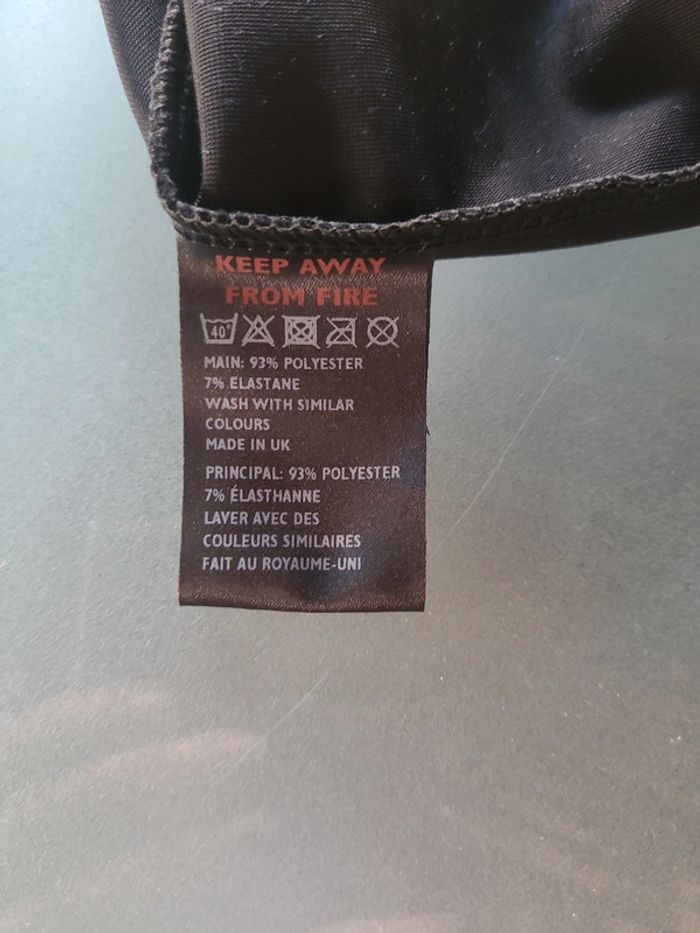 KEEP AWAY
FROM FIRE
40°
MAIN: 93% POLYESTER
7% ELASTANE
WASH WITH SIMILAR
COLOURS
MADE IN UK
PRINCIPAL: 93% POLYESTER
7% ÉLASTHANNE
LAVER AVEC DES
COULEURS SIMILAIRES
FAIT AU ROYAUME-UNI